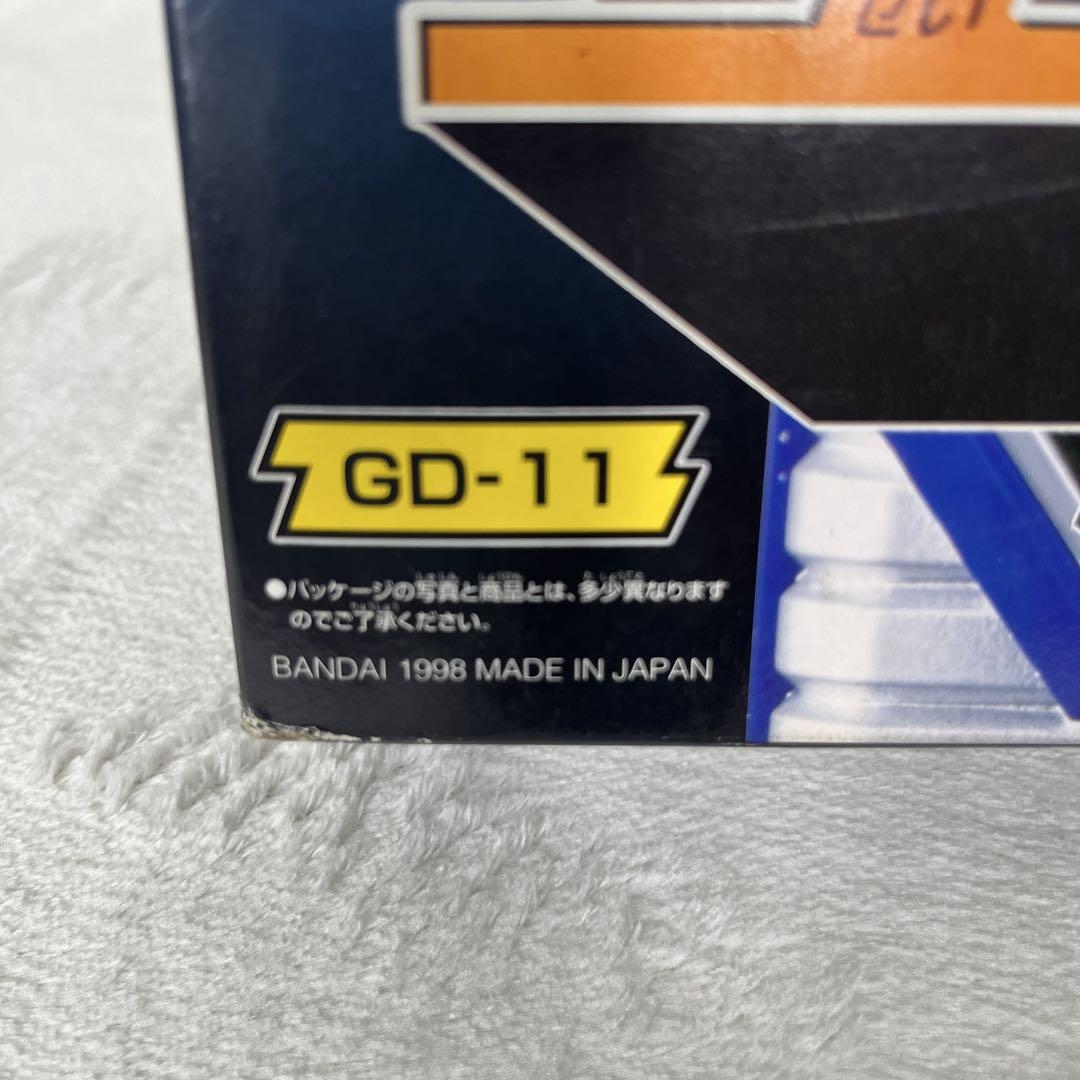 GD-11
●パッケージの写真と商品とは、多少異なります
のでご了承ください。
BANDAI 1998 MADE IN JAPAN